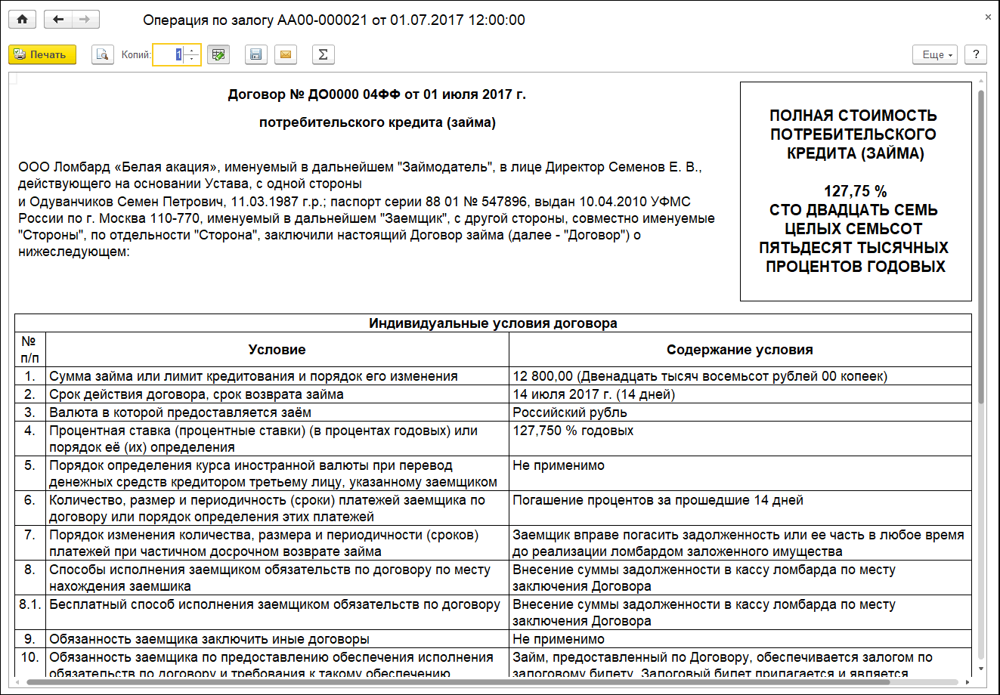 Операция по залогу АА00-000021 от 01.07.2017 12:00:00
×
Печать
Копий:
1
Σ
Еще
?
Договор № ДО0000 04ФФ от 01 июля 2017 г.
потребительского кредита (займа)
ПОЛНАЯ СТОИМОСТЬ
ПОТРЕБИТЕЛЬСКОГО
КРЕДИТА (ЗАЙМА)
127,75 %
СТО ДВАДЦАТЬ СЕМЬ
ЦЕЛЫХ СЕМЬСОТ
ПЯТЬДЕСЯТ ТЫСЯЧНЫХ
ПРОЦЕНТОВ ГОДОВЫХ
ООО Ломбард «Белая акация», именуемый в дальнейшем "Займодатель", в лице Директор Семенов Е. В.,
действующего на основании Устава, с одной стороны
и Одуванчиков Семен Петрович, 11.03.1987 г.р.; паспорт серии 88 01 № 547896, выдан 10.04.2010 УФМС
России по г. Москва 110-770, именуемый в дальнейшем "Заемщик", с другой стороны, совместно именуемые
"Стороны", по отдельности "Сторона", заключили настоящий Договор займа (далее - "Договор") о
нижеследующем:
Индивидуальные условия договора
№
п/п
Условие
Содержание условия
1.
Сумма займа или лимит кредитования и порядок его изменения
12 800,00 (Двенадцать тысяч восемьсот рублей 00 копеек)
2.
Срок действия договора, срок возврата займа
14 июля 2017 г. (14 дней)
3.
Валюта в которой предоставляется заём
Российский рубль
4.
Процентная ставка (процентные ставки) (в процентах годовых) или
порядок её (их) определения
127,750 % годовых
5.
Порядок определения курса иностранной валюты при перевод
денежных средств кредитором третьему лицу, указанному заемщиком
Не применимо
6.
Количество, размер и периодичность (сроки) платежей заемщика по
договору или порядок определения этих платежей
Погашение процентов за прошедшие 14 дней
7.
Порядок изменения количества, размера и периодичности (сроков)
платежей при частичном досрочном возврате займа
Заемщик вправе погасить задолженность или ее часть в любое время
до реализации ломбардом заложенного имущества
8.
Способы исполнения заемщиком обязательств по договору по месту
нахождения заемшика
Внесение суммы задолженности в кассу ломбарда по месту
заключения Договора
8.1.
Бесплатный способ исполнения заемщиком обязательств по договору
Внесение суммы задолженности в кассу ломбарда по месту
заключения Договора
9.
Обязанность заемщика заключить иные договоры
Не применимо
10.
Обязанность заемщика по предоставлению обеспечения исполнения
обязательств по договору и требования к такому обеспечению
Займ, предоставленный по Договору, обеспечивается залогом по
залоговому билету. Залоговый билет прилагается и является